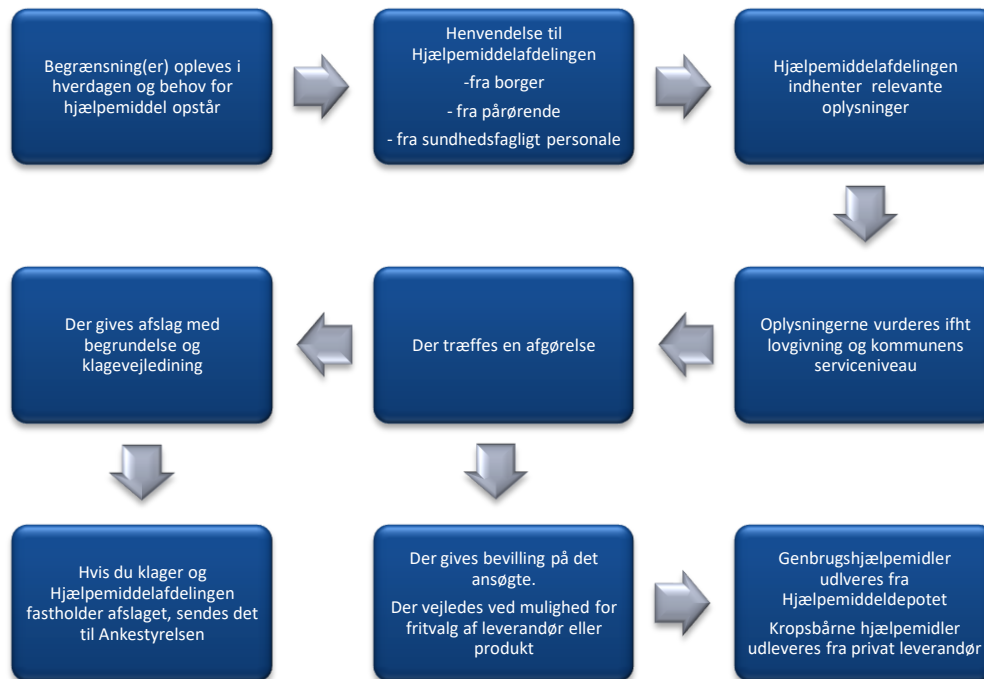 Begrænsning(er) opleves i
hverdagen og behov for
hjælpemiddel opstår
Henvendelse til
Hjælpemiddelafdelingen
-fra borger
- fra pårørende
- fra sundhedsfagligt personale
Hjælpemiddelafdelingen
indhenter relevante
oplysninger
Oplysningerne vurderes ifht
lovgivning og kommunens
serviceniveau
Der træffes en afgørelse
Der gives afslag med
begrundelse og
klagevejledining
Hvis du klager og
Hjælpemiddelafdelingen
fastholder afslaget, sendes det
til Ankestyrelsen
Der gives bevilling på det
ansøgte.
Der vejledes ved mulighed for
fritvalg af leverandør eller
produkt
Genbrugshjælpemidler
udlveres fra
Hjælpemiddeldepotet
Kropsbårne hjælpemidler
udleveres fra privat leverandør